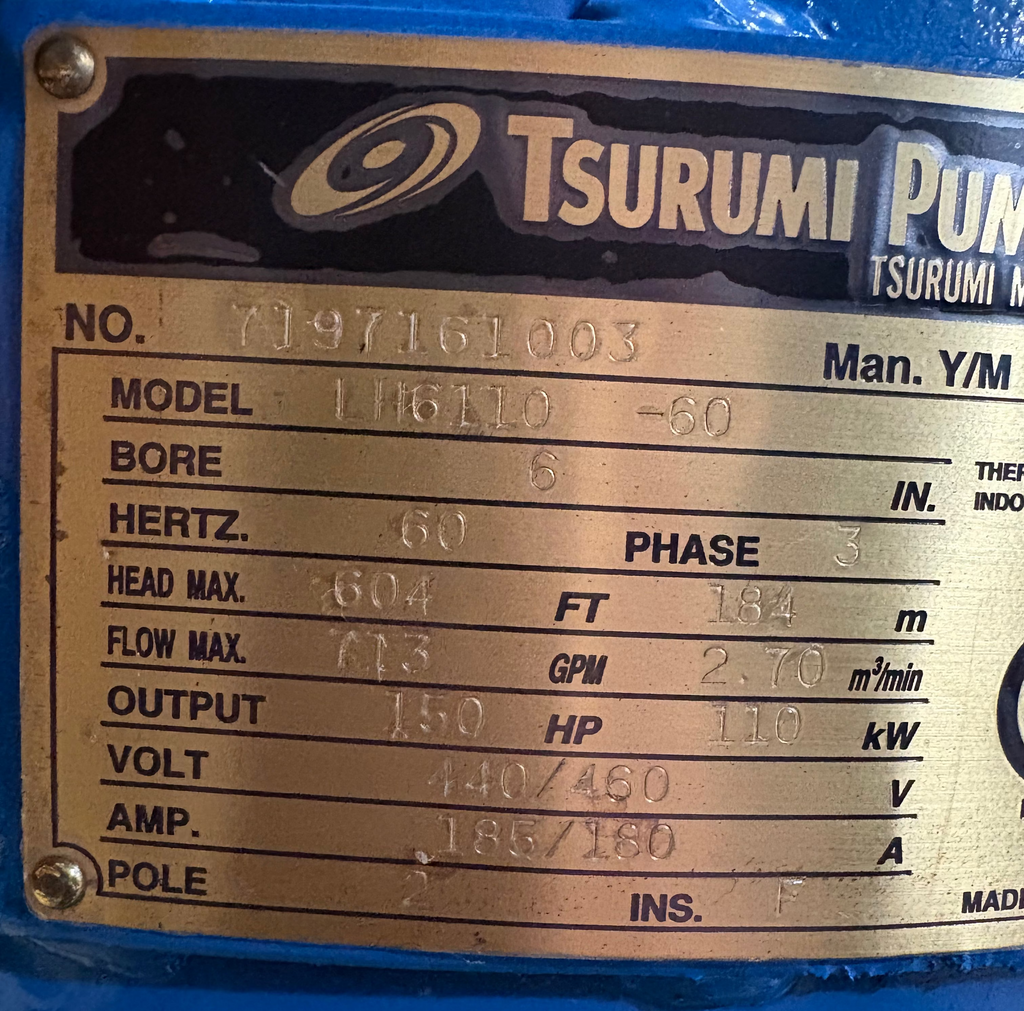 TSURUMI PUM
TSURUMI M
NO. 7197161003 Man. Y/M
MODEL LH6110 -60
BORE 6 IN.
THER
INDO
HERTZ. 60 PHASE 3
HEAD MAX. 604 FT 184 m
FLOW MAX. 713 GPM 2.70 m³/min
OUTPUT 150 HP 110 kW
VOLT 440/460 V
AMP. 185/180 A
POLE 2 INS. F
MADE